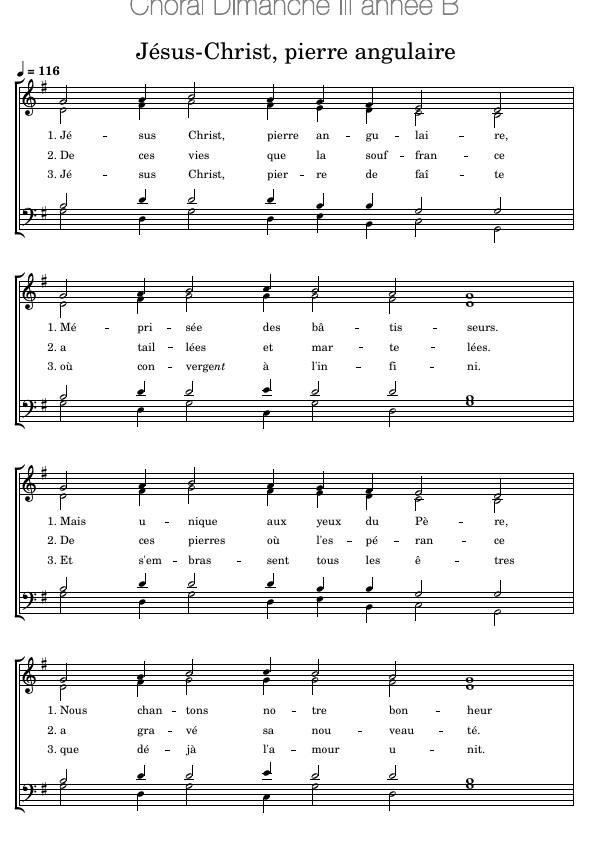 Choral Dimanche III année B
Jésus-Christ, pierre angulaire
= 116
1. Jé - sus Christ, pierre an - gu - lai - re,
2. De ces vies que la souf - fran - ce
3. Jé - sus Christ, pier - re de faî - te
1. Mé - pri - sée des bâ - tis - seurs.
2. a tail - lées et mar - te - lées.
3. où con - vergent à l'in - fi - ni.
1. Mais u - nique aux yeux du Pè - re,
2. De ces pierres où l'es - pé - ran - ce
3. Et s'em - bras - sent tous les ê - tres
1. Nous chan - tons no - tre bon - heur
2. a gra - vé sa nou - veau - té.
3. que dé - jà l'a - mour u - nit.